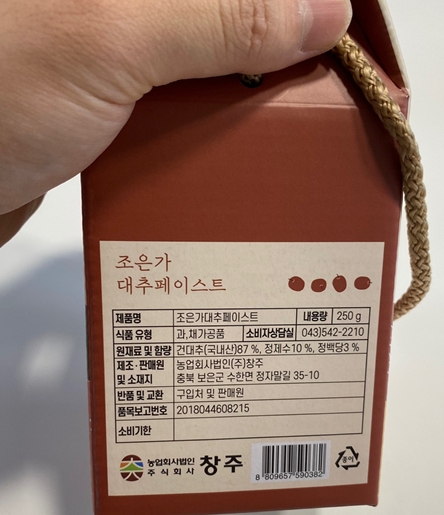 조은가
대추페이스트
제품명 조은가대추페이스트 내용량 250 g
식품 유형 과,채가공품 소비자상담실 043)542-2210
원재료 및 함량 건대추(국내산)87 %, 정제수10 %, 정백당3 %
제조·판매원 농업회사법인(주)창주
및 소재지 충북 보은군 수한면 정자말길 35-10
반품 및 교환 구입처 및 판매원
품목보고번호 2018044608215
소비기한
농업회사법인
주식회사 창주
8 809657 590382
종이